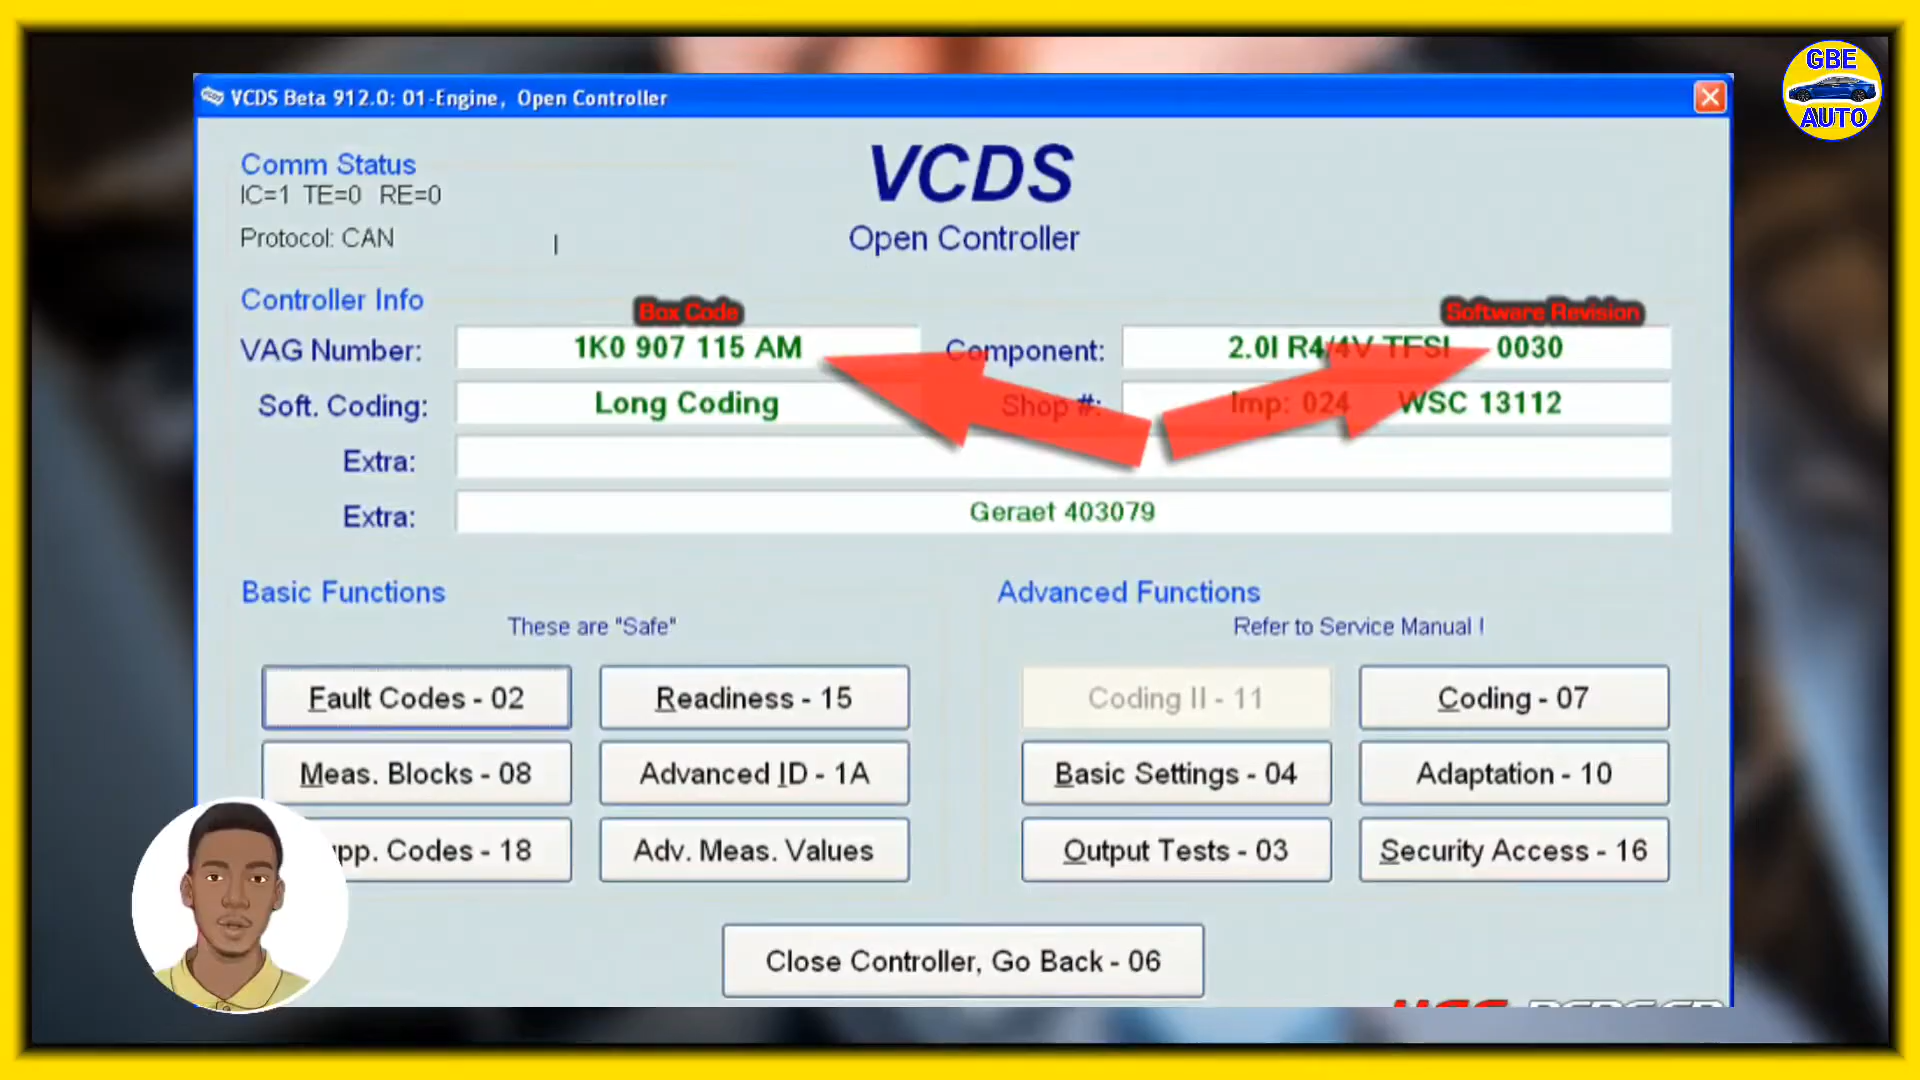 GBE
AUTO
VCDS Beta 912.0: 01-Engine, Open Controller
Comm Status
IC=1 TE=0 RE=0
Protocol: CAN
VCDS
Open Controller
Controller Info
Box Code
Software Revision
VAG Number: 1K0 907 115 AM Component: 2.0l R4/4V TFSI 0030
Soft. Coding: Long Coding Shop #: Imp: 024 WSC 13112
Extra:
Extra: Geraet 403079
Basic Functions
These are "Safe"
Advanced Functions
Refer to Service Manual !
Fault Codes - 02 Readiness - 15 Coding II - 11 Coding - 07
Meas. Blocks - 08 Advanced ID - 1A Basic Settings - 04 Adaptation - 10
pp. Codes - 18 Adv. Meas. Values Output Tests - 03 Security Access - 16
Close Controller, Go Back - 06